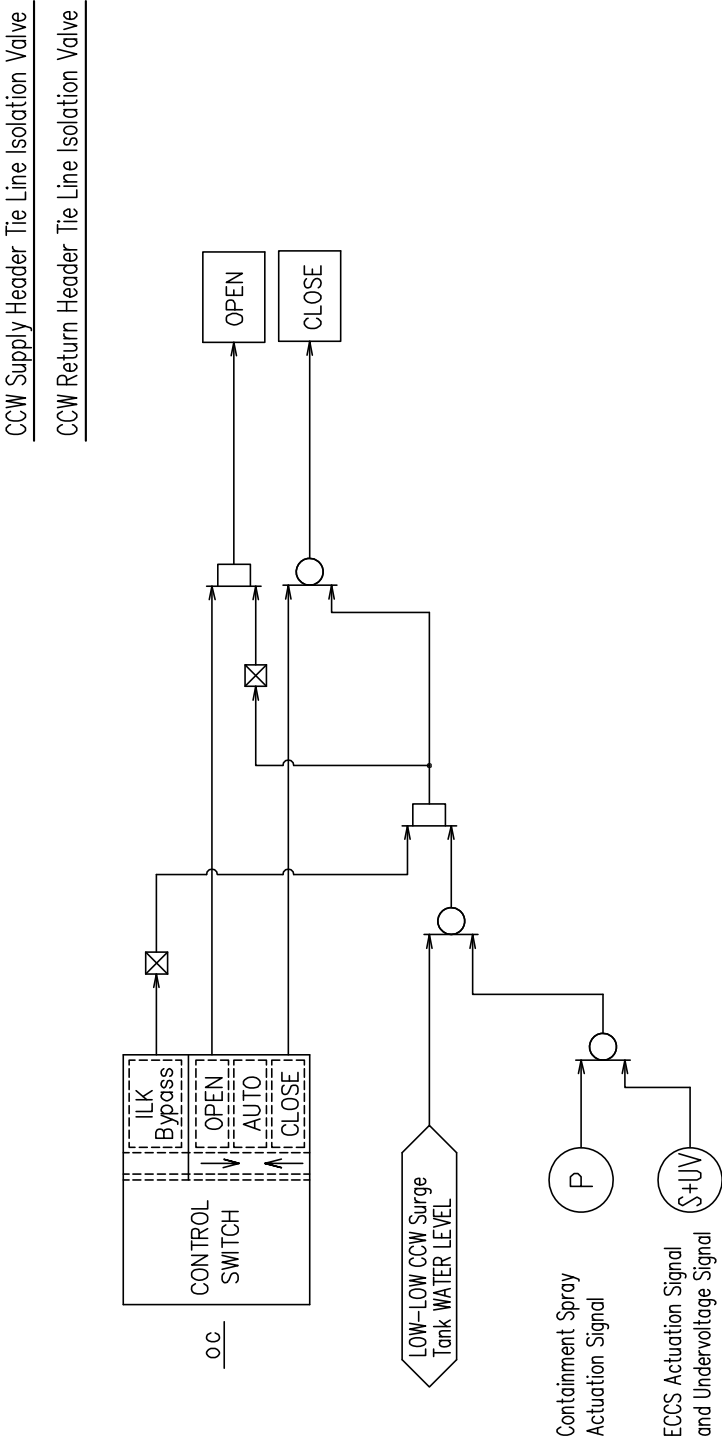 CCW Supply Header Tie Line Isolation Valve
CCW Return Header Tie Line Isolation Valve
O C
CONTROL
SWITCH
ILK
Bypass
OPEN
AUTO
CLOSE
OPEN
CLOSE
LOW-LOW CCW Surge
Tank WATER LEVEL
Containment Spray
Actuation Signal
P
ECCS Actuation Signal
and Undervoltage Signal
S+UV